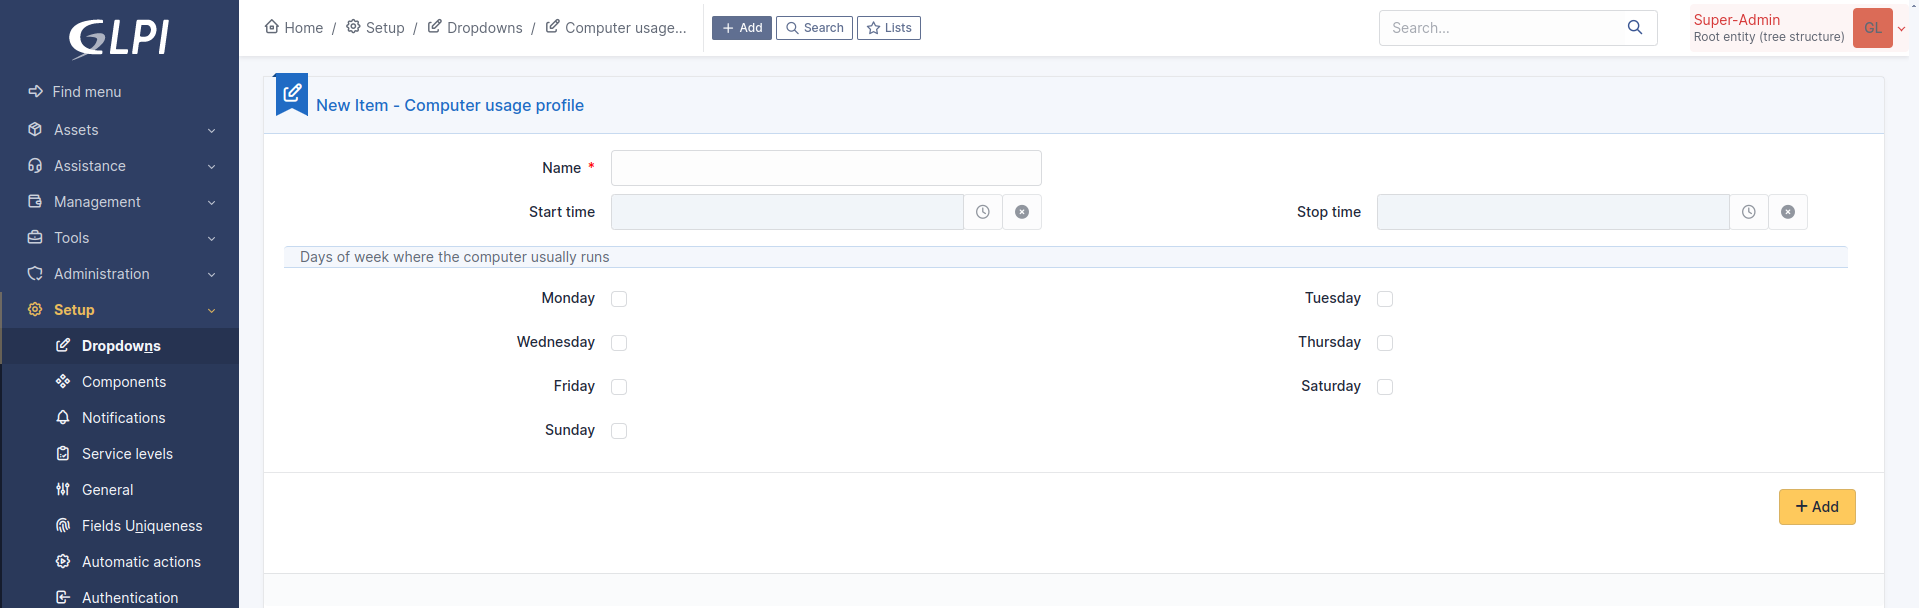 GLPI
Find menu
Assets
Assistance
Management
Tools
Administration
Setup
Dropdowns
Components
Notifications
Service levels
General
Fields Uniqueness
Automatic actions
Authentication
Home / Setup / Dropdowns / Computer usage...
Add Search Lists
Search...
Super-Admin
Root entity (tree structure)
GL
New Item - Computer usage profile
Name *
Start time Stop time
Days of week where the computer usually runs
Monday Tuesday
Wednesday Thursday
Friday Saturday
Sunday
+ Add